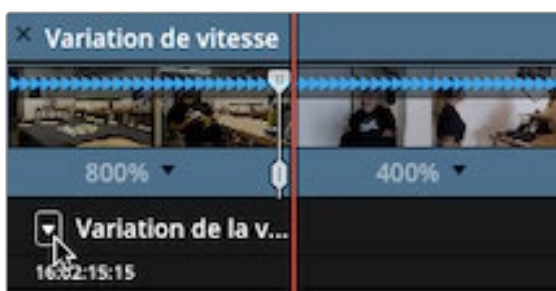 × Variation de vitesse
800% ▼ 400% ▼
Variation de la v...
16:02:15:15